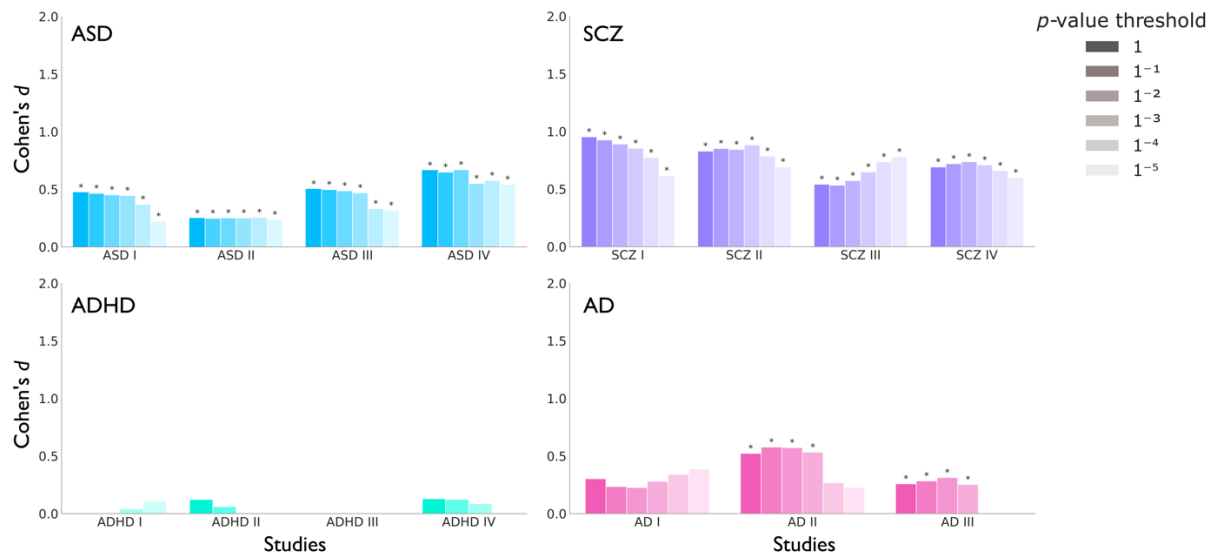 ASD
2.0
1.5
1.0
0.5
0.0
Cohen's d
* * * * * *
* * * * * *
* * * * * *
* * * * * *
ASD I ASD II ASD III ASD IV
SCZ
2.0
1.5
1.0
0.5
0.0
* * * * * *
* * * * * *
* * * * * *
* * * * * *
SCZ I SCZ II SCZ III SCZ IV
p-value threshold
1
1⁻¹
1⁻²
1⁻³
1⁻⁴
1⁻⁵
ADHD
2.0
1.5
1.0
0.5
0.0
Cohen's d
ADHD I ADHD II ADHD III ADHD IV
Studies
AD
2.0
1.5
1.0
0.5
0.0
* * * *
* * * *
AD I AD II AD III
Studies